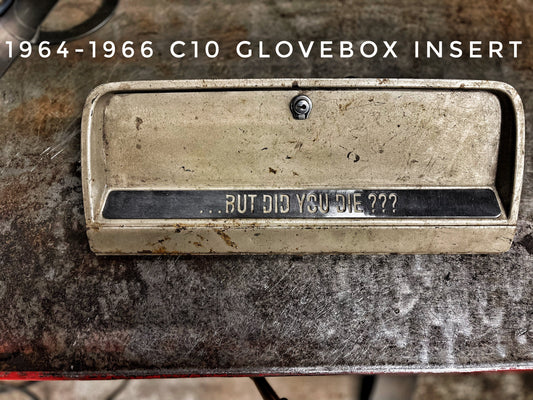 1964-1966 C10 GLOVEBOX INSERT
...BUT DID YOU DIE ???